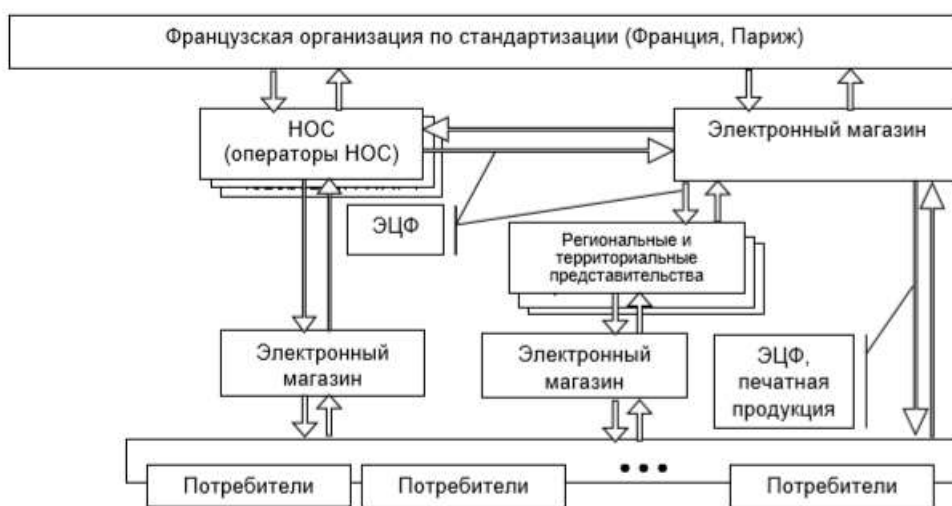 Французская организация по стандартизации (Франция, Париж)
НОС
(операторы НОС)
Электронный магазин
ЭЦФ
Региональные и
территориальные
представительства
Электронный
магазин
Электронный
магазин
ЭЦФ,
печатная
продукция
Потребители
Потребители
Потребители